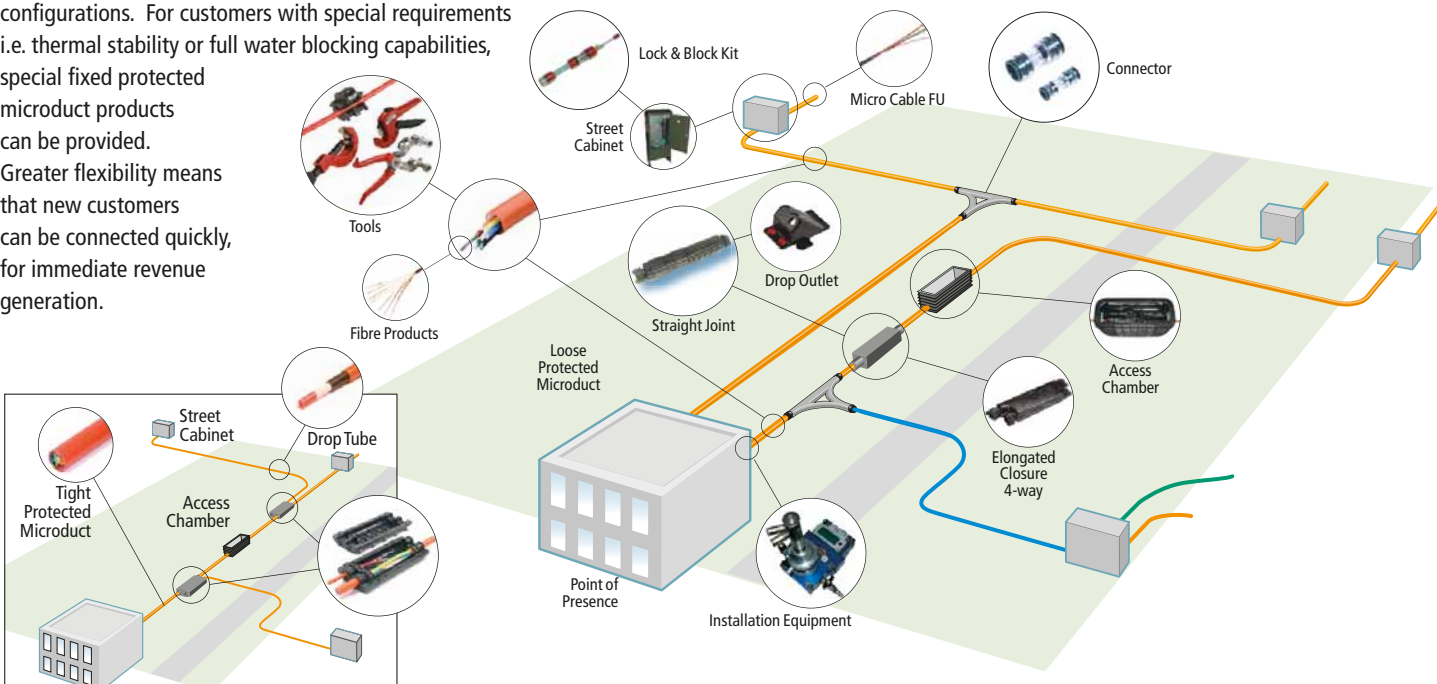 configurations. For customers with special requirements
i.e. thermal stability or full water blocking capabilities,
special fixed protected
microduct products
can be provided.
Greater flexibility means
that new customers
can be connected quickly,
for immediate revenue
generation.
Lock & Block Kit
Micro Cable FU
Connector
Street
Cabinet
Tools
Drop Outlet
Straight Joint
Fibre Products
Loose
Protected
Microduct
Access
Chamber
Elongated
Closure
4-way
Point of
Presence
Installation Equipment
Street
Cabinet
Drop Tube
Tight
Protected
Microduct
Access
Chamber